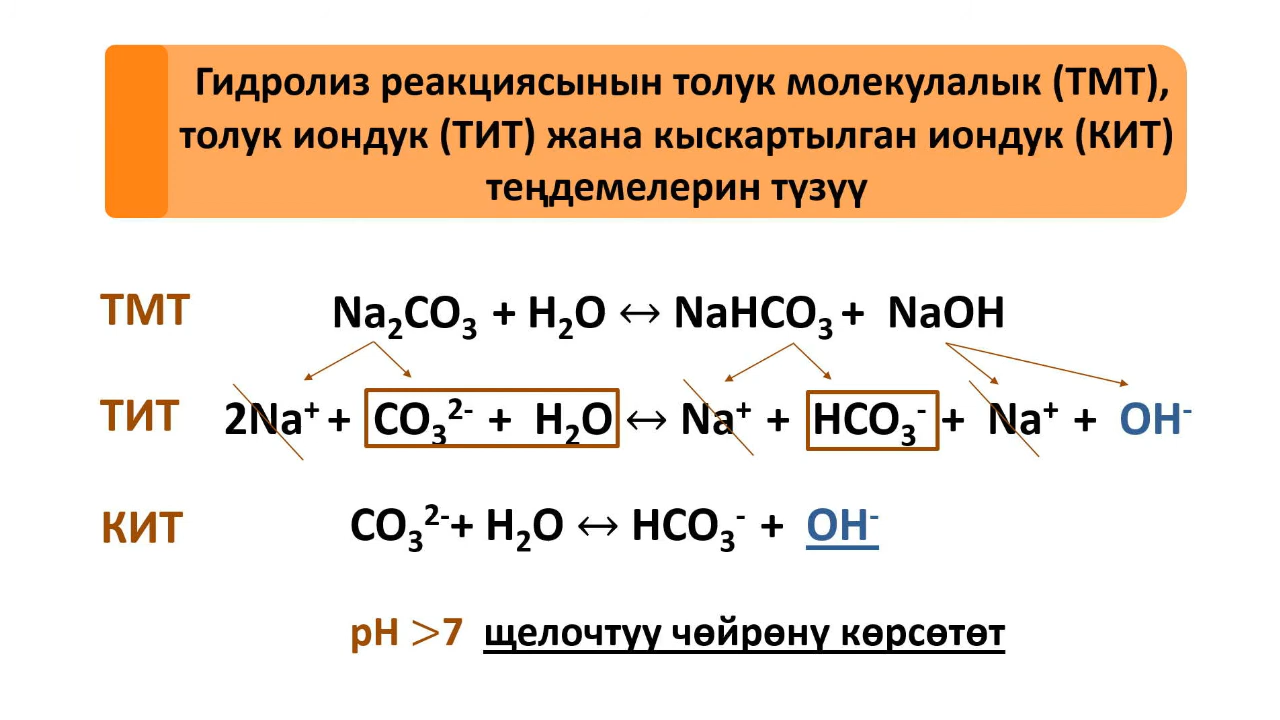 Гидролиз реакциясынын толук молекулалык (ТМТ),
толук иондук (ТИТ) жана кыскартылган иондук (КИТ)
теңдемелерин түзүү
ТМТ Na₂CO₃ + H₂O ↔ NaHCO₃ + NaOH
ТИТ 2Na⁺ + CO₃²⁻ + H₂O ↔ Na⁺ + HCO₃⁻ + Na⁺ + OH⁻
КИТ CO₃²⁻ + H₂O ↔ HCO₃⁻ + OH⁻
pH >7 щелочтуу чөйрөнү көрсөтөт